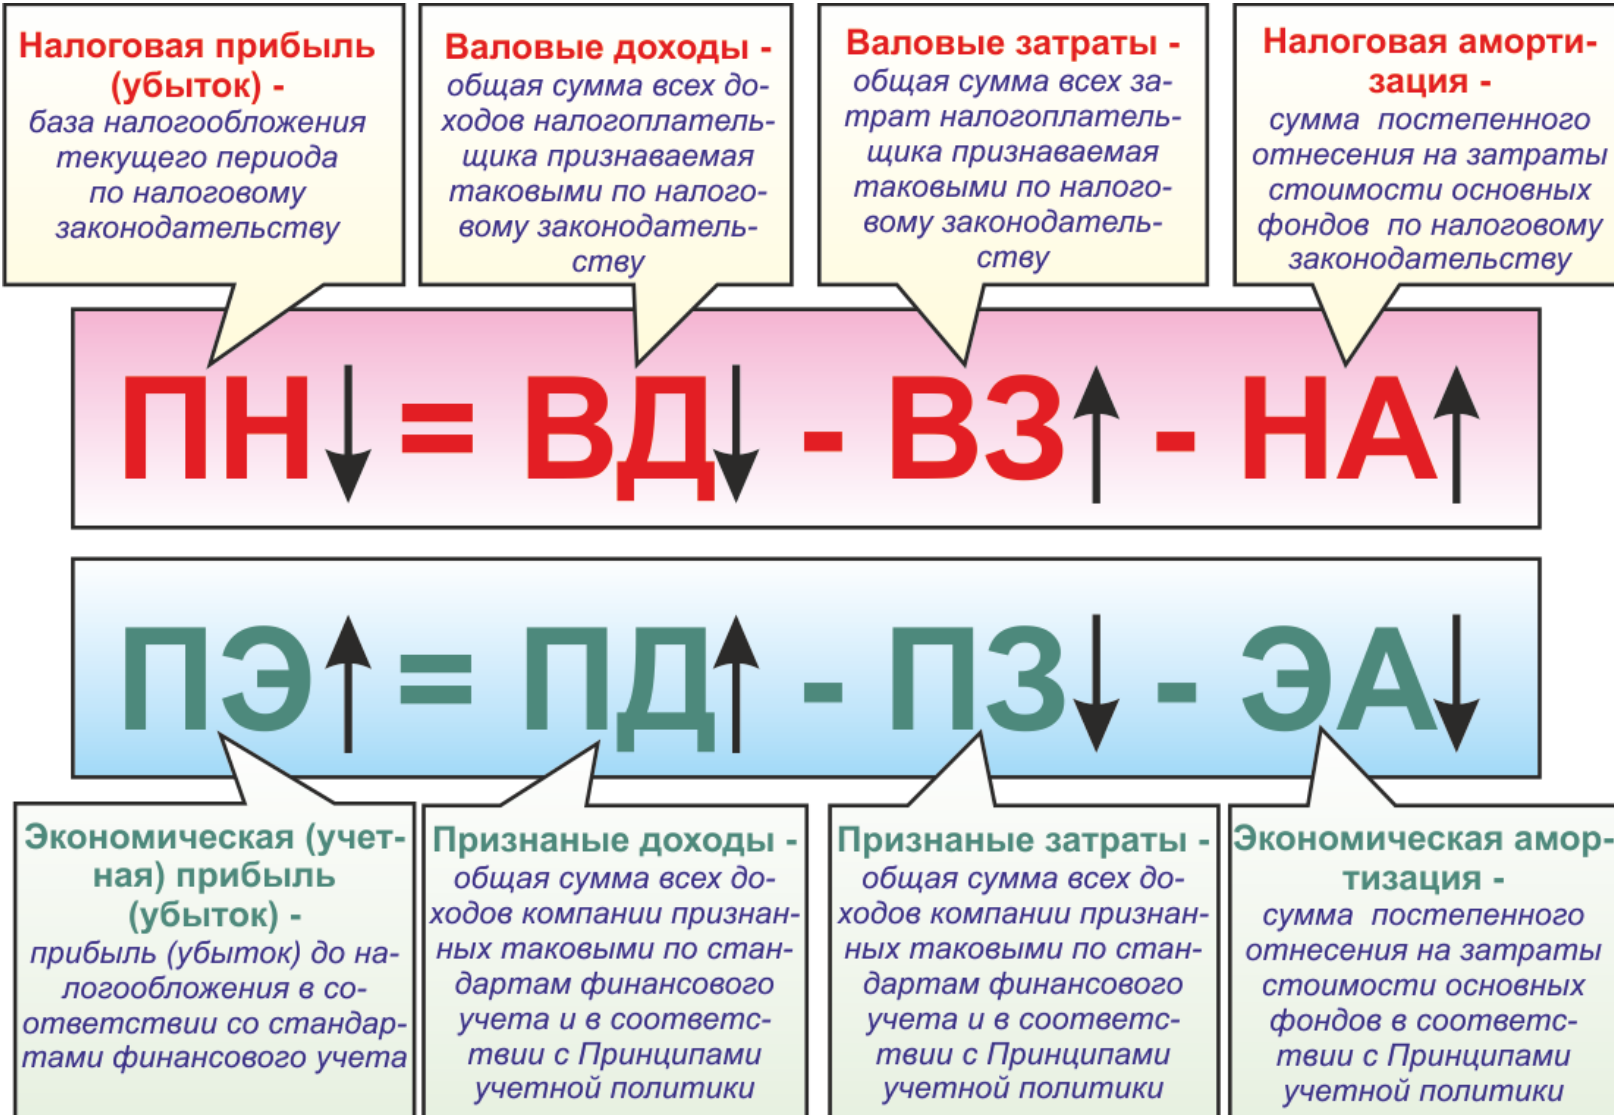 Налоговая прибыль
(убыток) -
база налогообложения
текущего периода
по налоговому
законодательству
Валовые доходы -
общая сумма всех до-
ходов налогоплатель-
щика признаваемая
таковыми по налого-
вому законодатель-
ству
Валовые затраты -
общая сумма всех за-
трат налогоплатель-
щика признаваемая
таковыми по налого-
вому законодатель-
ству
Налоговая аморти-
зация -
сумма постепенного
отнесения на затраты
стоимости основных
фондов по налоговому
законодательству
ПН↓ = ВД↓ - ВЗ↑ - НА↑
ПЭ↑ = ПД↑ - ПЗ↓ - ЭА↓
Экономическая (учет-
ная) прибыль
(убыток) -
прибыль (убыток) до на-
логообложения в со-
ответствии со стандар-
тами финансового учета
Признаные доходы -
общая сумма всех до-
ходов компании признан-
ных таковыми по стан-
дартам финансового
учета и в соответс-
твии с Принципами
учетной политики
Признаные затраты -
общая сумма всех до-
ходов компании признан-
ных таковыми по стан-
дартам финансового
учета и в соответс-
твии с Принципами
учетной политики
Экономическая амор-
тизация -
сумма постепенного
отнесения на затраты
стоимости основных
фондов в соответс-
твии с Принципами
учетной политики